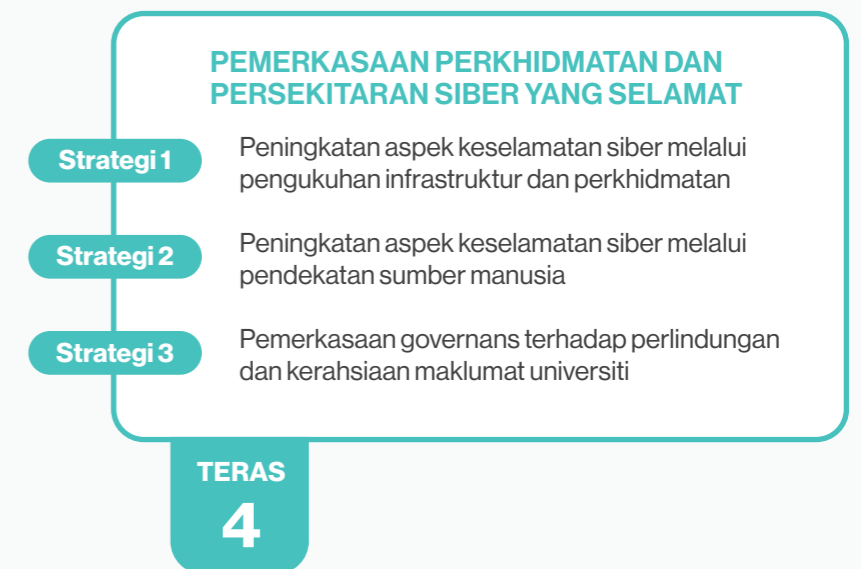 PEMERKASAAN PERKHIDMATAN DAN
PERSEKITARAN SIBER YANG SELAMAT
Strategi 1
Peningkatan aspek keselamatan siber melalui
pengukuhan infrastruktur dan perkhidmatan
Strategi 2
Peningkatan aspek keselamatan siber melalui
pendekatan sumber manusia
Strategi 3
Pemerkasaan governans terhadap perlindungan
dan kerahsiaan maklumat universiti
TERAS
4